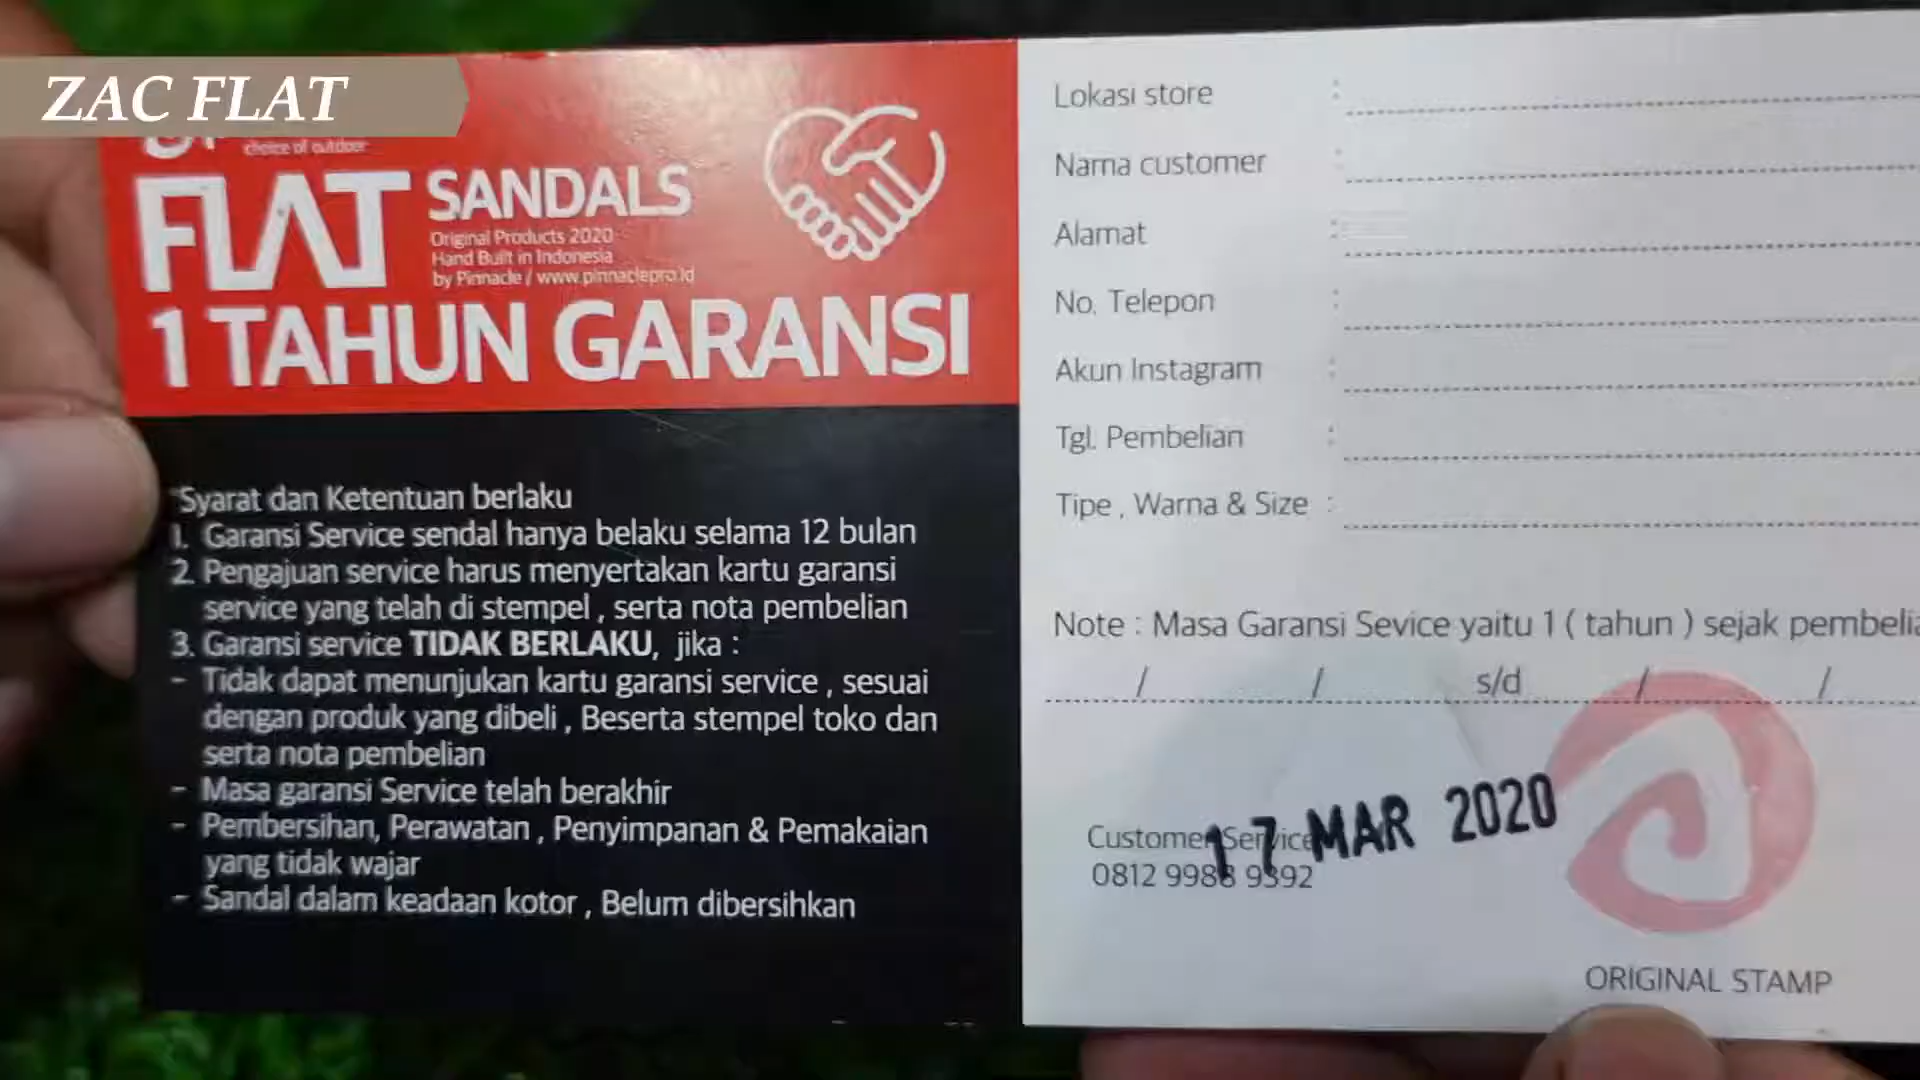 ZAC FLAT
choice of outdoor
FLAT SANDALS
Original Products 2020
Hand Built in Indonesia
by Pinnacle / www.pinnaclepro.id
1 TAHUN GARANSI
*Syarat dan Ketentuan berlaku
1. Garansi Service sendal hanya belaku selama 12 bulan
2. Pengajuan service harus menyertakan kartu garansi
service yang telah di stempel , serta nota pembelian
3. Garansi service TIDAK BERLAKU, jika :
- Tidak dapat menunjukan kartu garansi service , sesuai
dengan produk yang dibeli , Beserta stempel toko dan
serta nota pembelian
- Masa garansi Service telah berakhir
- Pembersihan, Perawatan , Penyimpanan & Pemakaian
yang tidak wajar
- Sandal dalam keadaan kotor , Belum dibersihkan
Lokasi store :
Nama customer :
Alamat :
No. Telepon :
Akun Instagram :
Tgl. Pembelian :
Tipe , Warna & Size :
Note : Masa Garansi Sevice yaitu 1 ( tahun ) sejak
/ / s/d / /
17 MAR 2020
Customer Service
0812 9988 9392
ORIGINAL STAMP